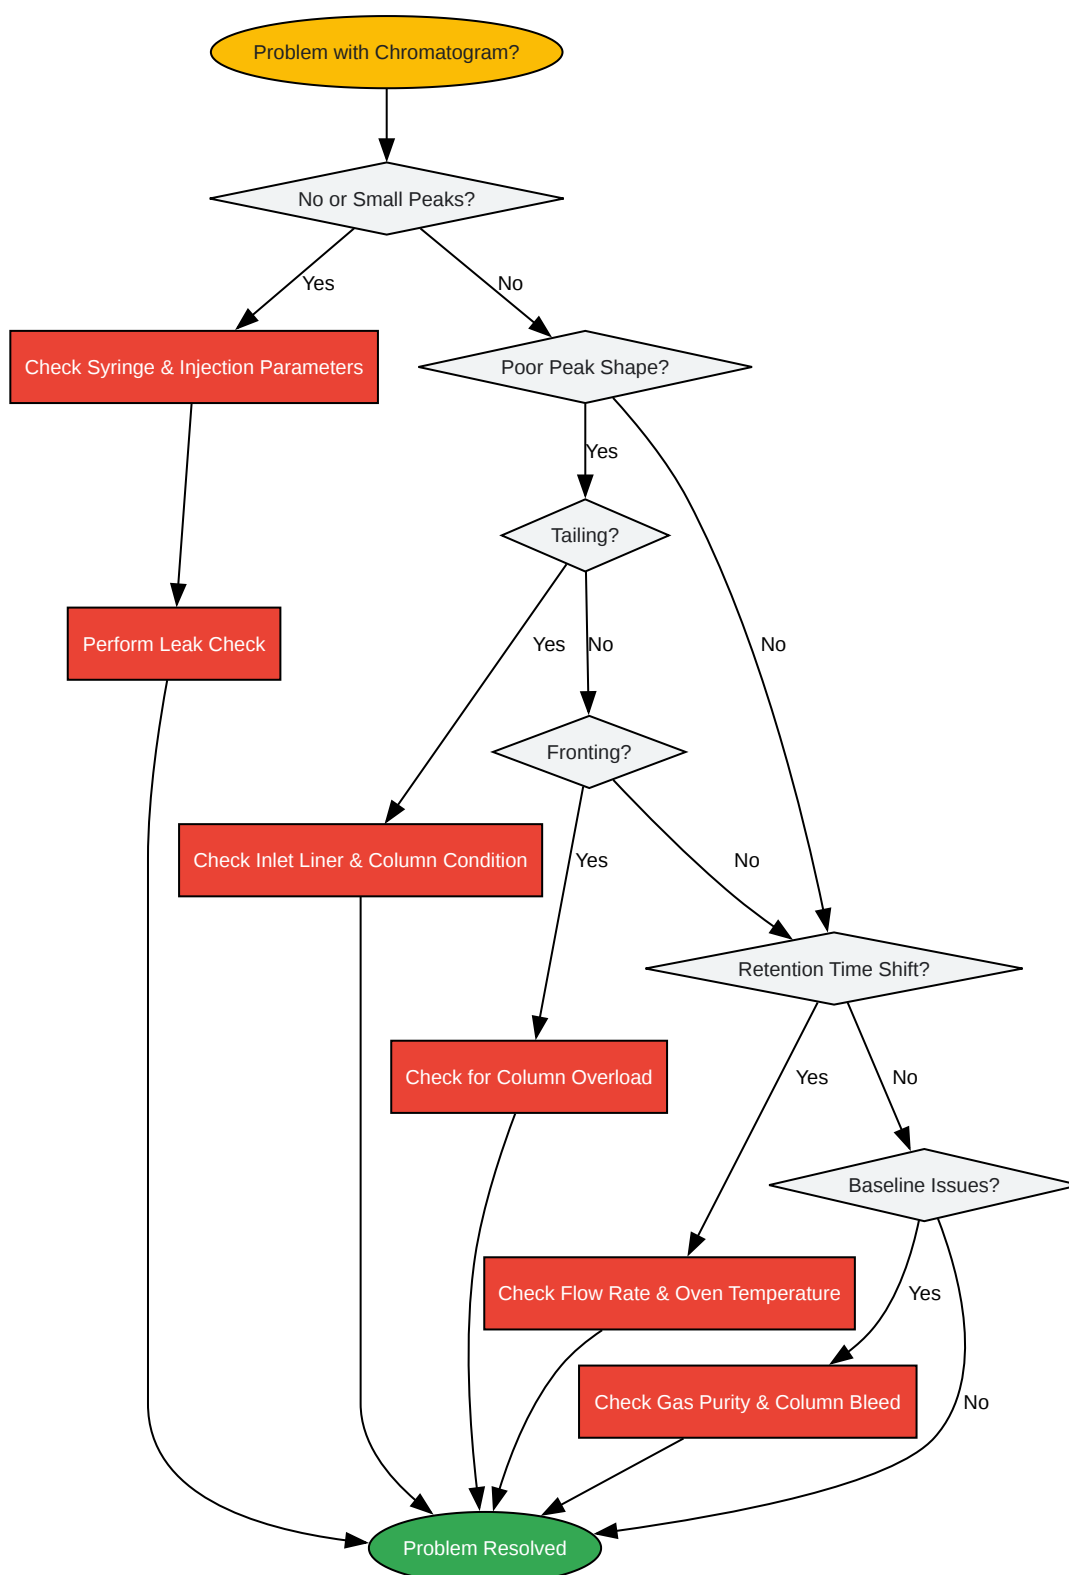 Problem with Chromatogram?
No or Small Peaks?
Yes
No
Check Syringe & Injection Parameters
Poor Peak Shape?
Yes
Tailing?
Perform Leak Check
Yes
No
No
Fronting?
Check Inlet Liner & Column Condition
Yes
No
Retention Time Shift?
Check for Column Overload
Yes
No
Baseline Issues?
Check Flow Rate & Oven Temperature
Yes
Check Gas Purity & Column Bleed
No
Problem Resolved